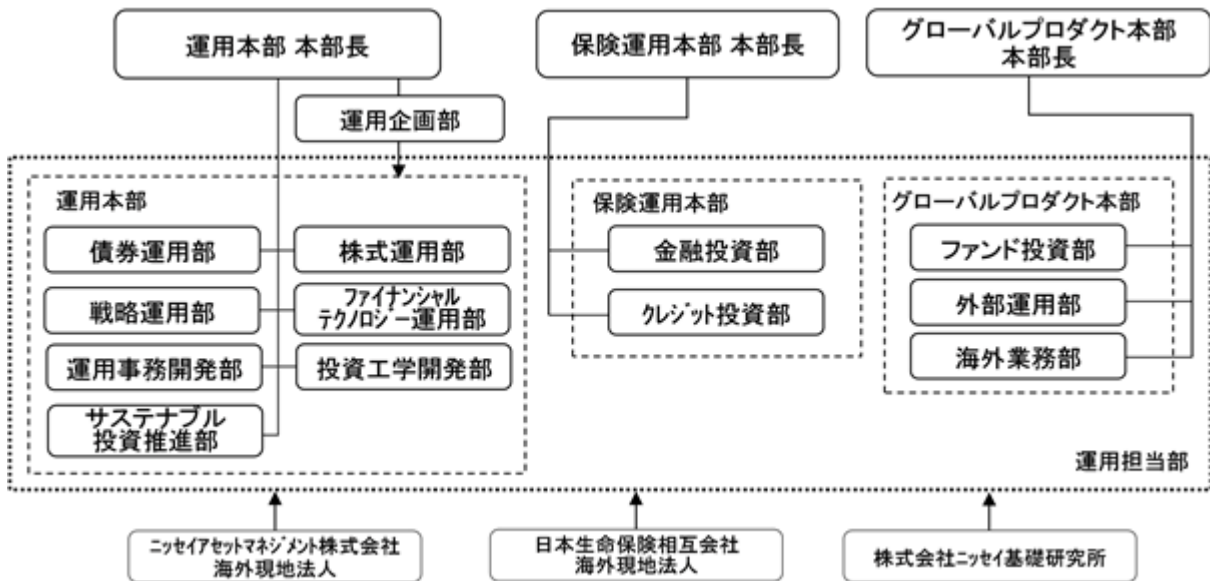 運用本部 本部長
保険運用本部 本部長
グローバルプロダクト本部
本部長
運用企画部
運用本部
債券運用部
株式運用部
戦略運用部
ファイナンシャル
テクノロジー運用部
運用事務開発部
投資工学開発部
サステナブル
投資推進部
保険運用本部
金融投資部
クレジット投資部
グローバルプロダクト本部
ファンド投資部
外部運用部
海外業務部
運用担当部
ニッセイアセットマネジメント株式会社
海外現地法人
日本生命保険相互会社
海外現地法人
株式会社ニッセイ基礎研究所